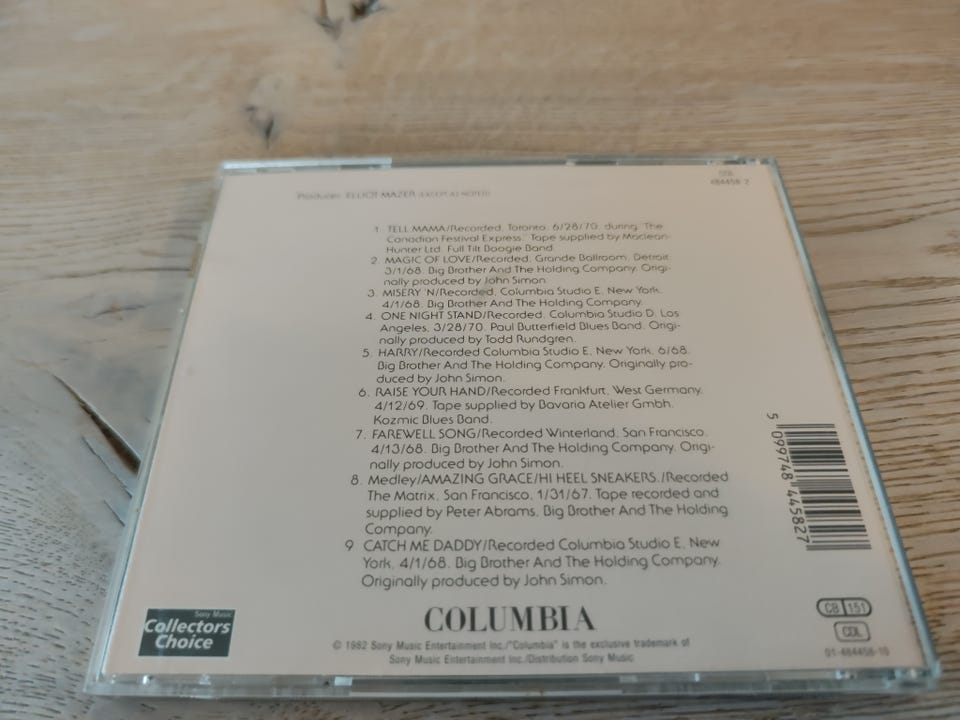 COL
484458 2
Producer: ELLIOT MAZER (EXCEPT AS NOTED)
1. TELL MAMA/Recorded, Toronto, 6/28/70, during "The
Canadian Festival Express." Tape supplied by Maclean-
Hunter Ltd. Full Tilt Boogie Band.
2. MAGIC OF LOVE/Recorded, Grande Ballroom, Detroit
3/1/68. Big Brother And The Holding Company. Origi-
nally produced by John Simon.
3. MISERY 'N/Recorded, Columbia Studio E, New York,
4/1/68. Big Brother And The Holding Company.
4. ONE NIGHT STAND/Recorded, Columbia Studio D, Los
Angeles, 3/28/70. Paul Butterfield Blues Band. Origi-
nally produced by Todd Rundgren.
5. HARRY/Recorded Columbia Studio E, New York, 6/68.
Big Brother And The Holding Company. Originally pro-
duced by John Simon.
6. RAISE YOUR HAND/Recorded Frankfurt, West Germany,
4/12/69. Tape supplied by Bavaria Atelier Gmbh.
Kozmic Blues Band.
7. FAREWELL SONG/Recorded Winterland, San Francisco,
4/13/68. Big Brother And The Holding Company. Origi-
nally produced by John Simon.
8. Medley/AMAZING GRACE/HI HEEL SNEAKERS./Recorded
The Matrix, San Francisco, 1/31/67. Tape recorded and
supplied by Peter Abrams. Big Brother And The Holding
Company.
9. CATCH ME DADDY/Recorded Columbia Studio E, New
York, 4/1/68. Big Brother And The Holding Company.
Originally produced by John Simon.
5 099748 445827
Sony Music
Collectors
Choice
COLUMBIA
© 1982 Sony Music Entertainment Inc./"Columbia" is the exclusive trademark of
Sony Music Entertainment Inc./Distribution Sony Music
CB 151
CDL
01-484458-10